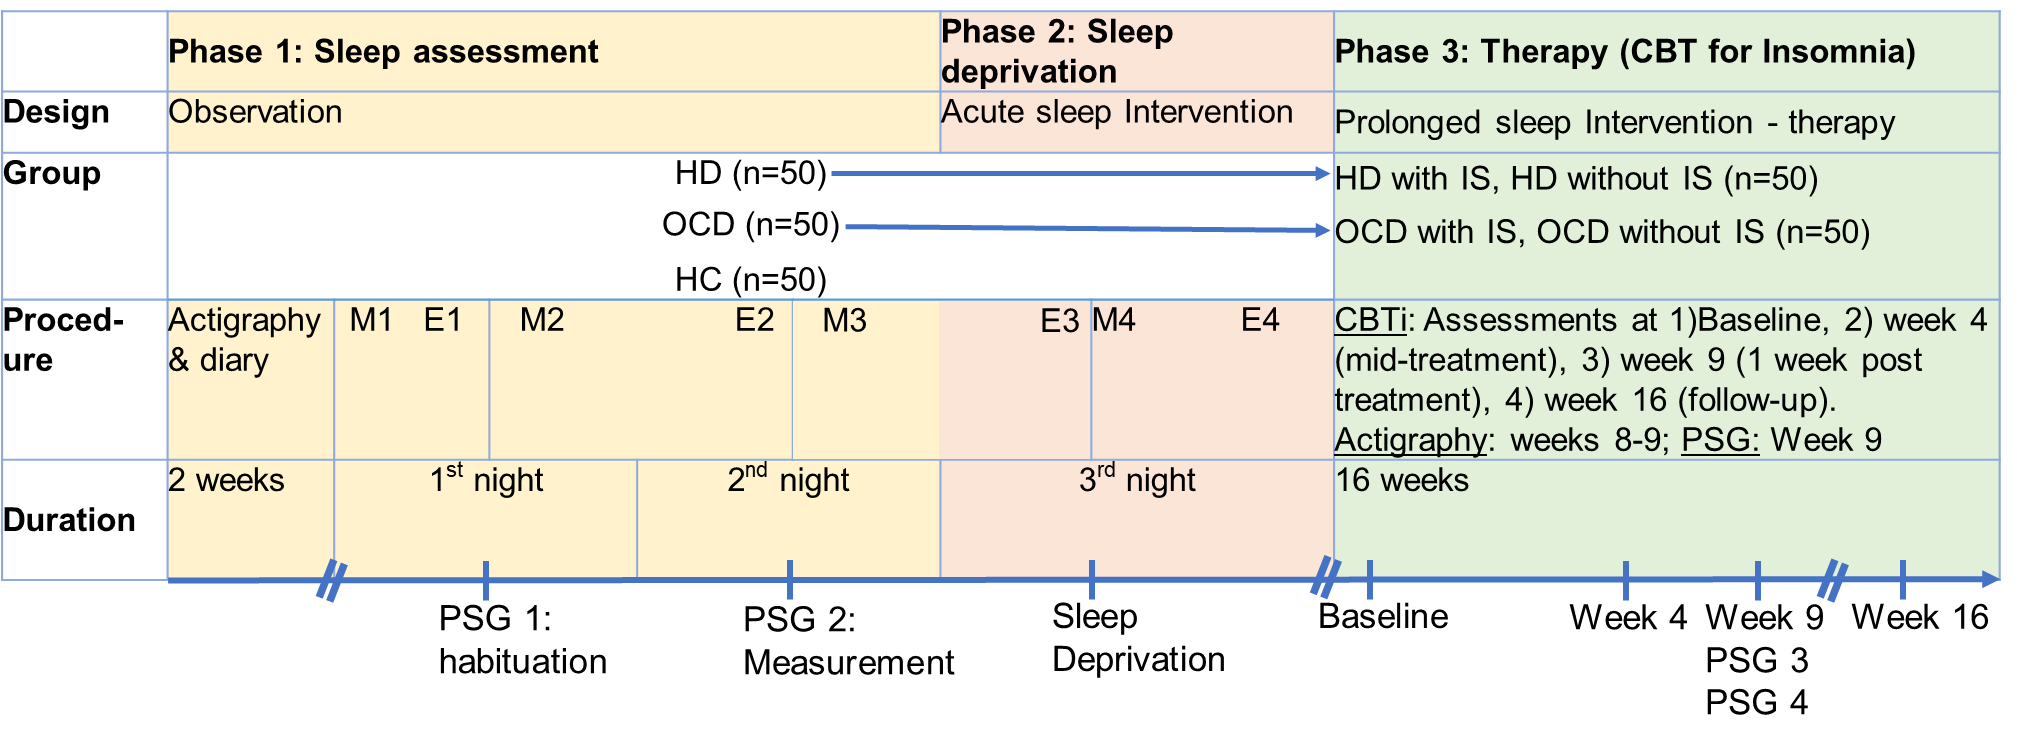 Phase 1: Sleep assessment
Phase 2: Sleep
deprivation
Phase 3: Therapy (CBT for Insomnia)
Design
Observation
Acute sleep Intervention
Prolonged sleep Intervention - therapy
Group
HD (n=50)
HD with IS, HD without IS (n=50)
OCD (n=50)
OCD with IS, OCD without IS (n=50)
HC (n=50)
Proced-
ure
Actigraphy
& diary
M1 E1 M2 E2 M3 E3 M4 E4
CBTi: Assessments at 1)Baseline, 2) week 4
(mid-treatment), 3) week 9 (1 week post
treatment), 4) week 16 (follow-up).
Actigraphy: weeks 8-9; PSG: Week 9
Duration
2 weeks
1st night
2nd night
3rd night
16 weeks
PSG 1:
habituation
PSG 2:
Measurement
Sleep
Deprivation
Baseline
Week 4
Week 9
PSG 3
PSG 4
Week 16